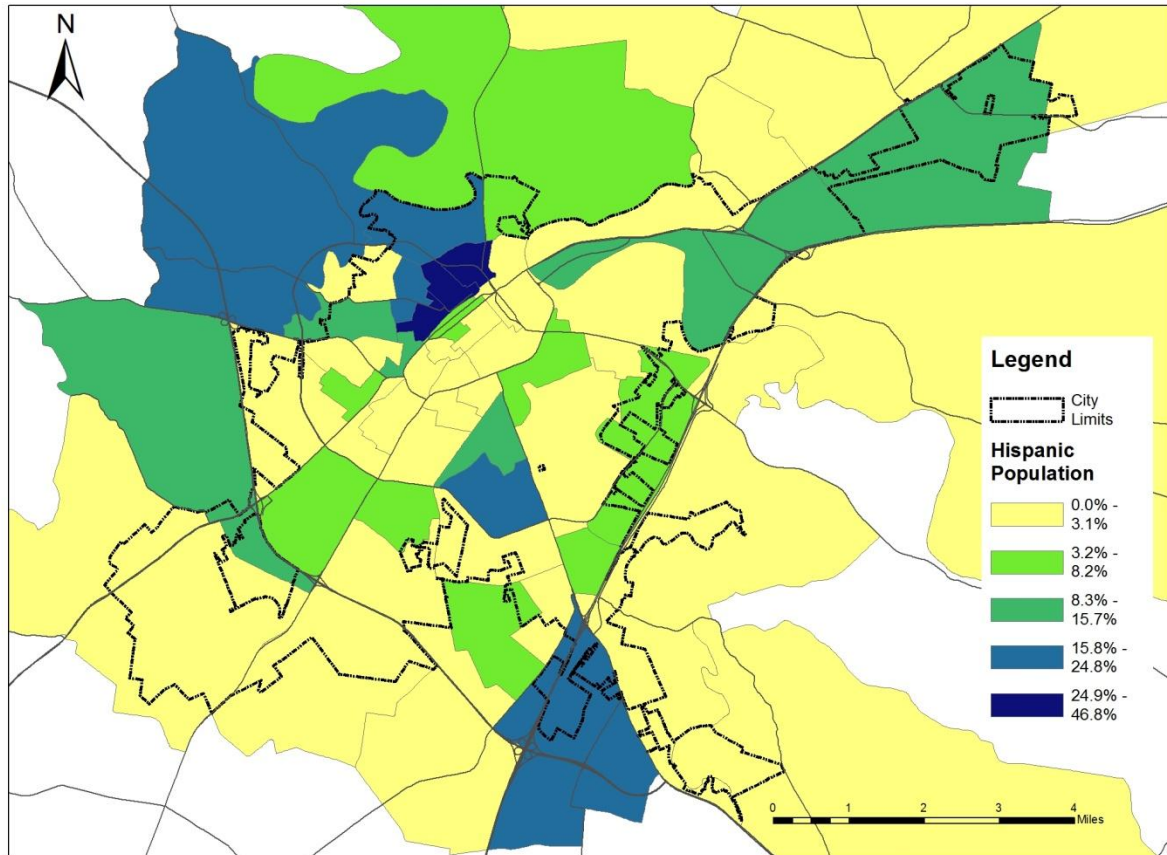 N
Legend
City
Limits
Hispanic
Population
0.0% -
3.1%
3.2% -
8.2%
8.3% -
15.7%
15.8% -
24.8%
24.9% -
46.8%
0 1 2 3 4
Miles